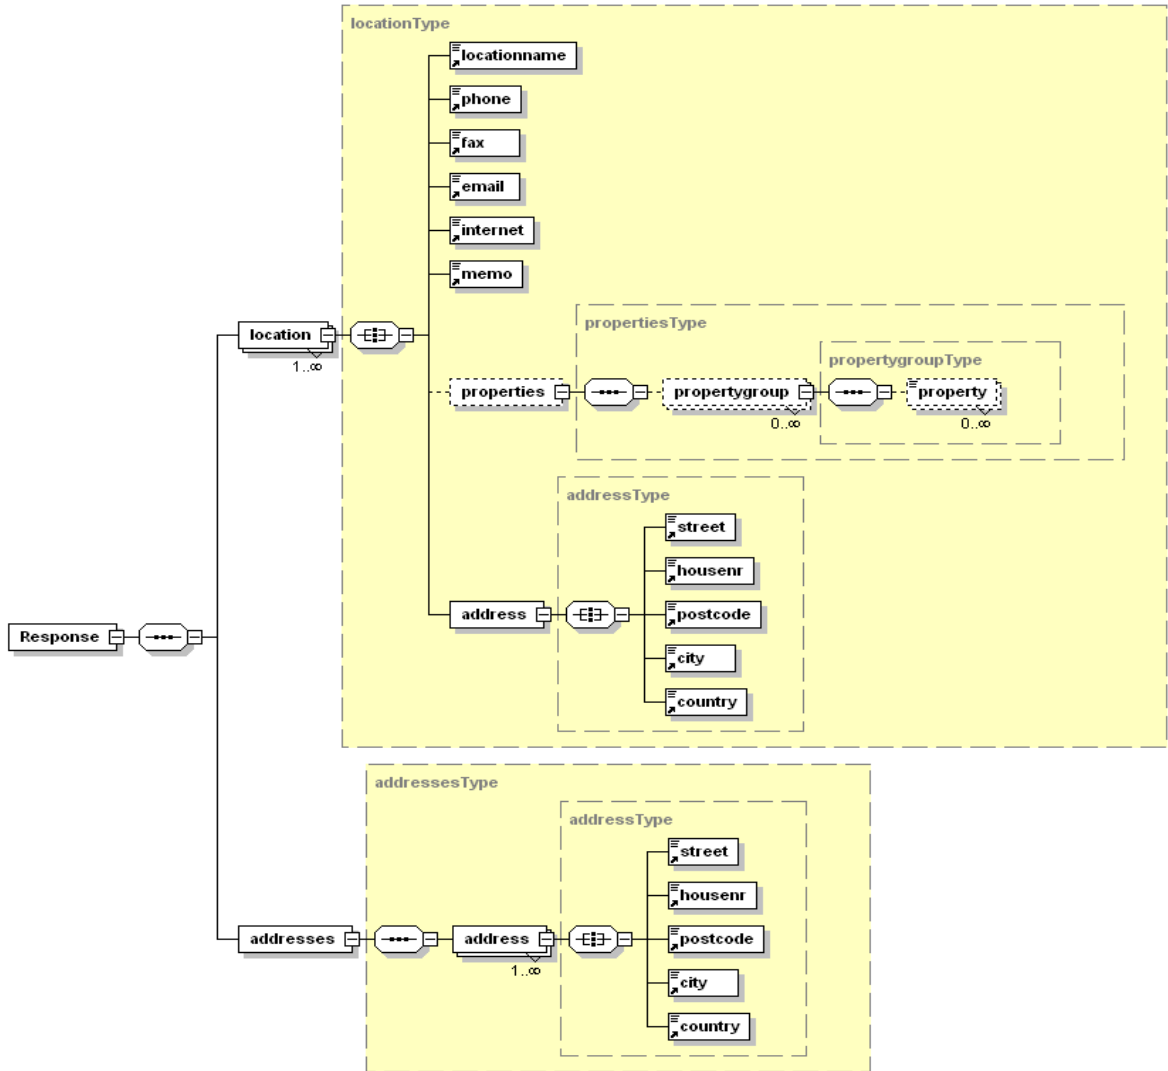 locationType
locationname
phone
fax
email
internet
memo
location
1..∞
propertiesType
properties
propertygroup
0..∞
propertygroupType
property
0..∞
addressType
address
street
housenr
postcode
city
country
Response
addressesType
addresses
address
1..∞
addressType
street
housenr
postcode
city
country